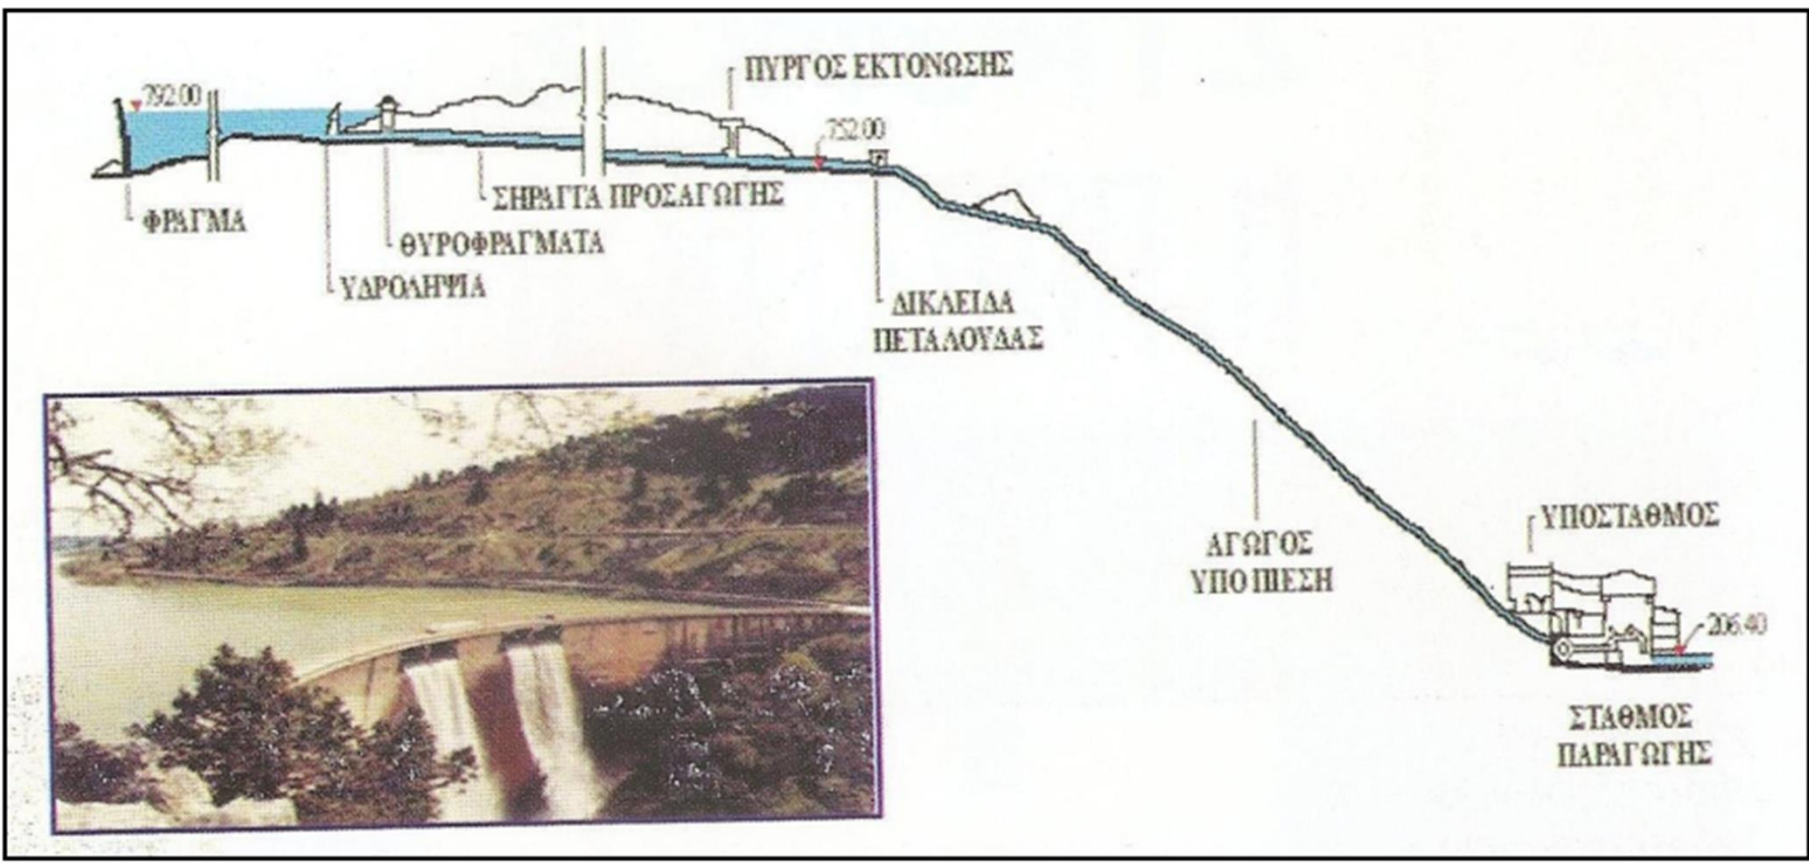 ΠΥΡΓΟΣ ΕΚΤΟΝΩΣΗΣ
792.00
752.00
ΣΗΡΑΓΓΑ ΠΡΟΣΑΓΩΓΗΣ
ΦΡΑΓΜΑ
ΘΥΡΟΦΡΑΓΜΑΤΑ
ΥΔΡΟΛΗΨΙΑ
ΔΙΚΛΕΙΔΑ
ΠΕΤΑΛΟΥΔΑΣ
ΥΠΟΣΤΑΘΜΟΣ
ΑΓΩΓΟΣ
ΥΠΟ ΠΙΕΣΗ
206.40
ΣΤΑΘΜΟΣ
ΠΑΡΑΓΩΓΗΣ